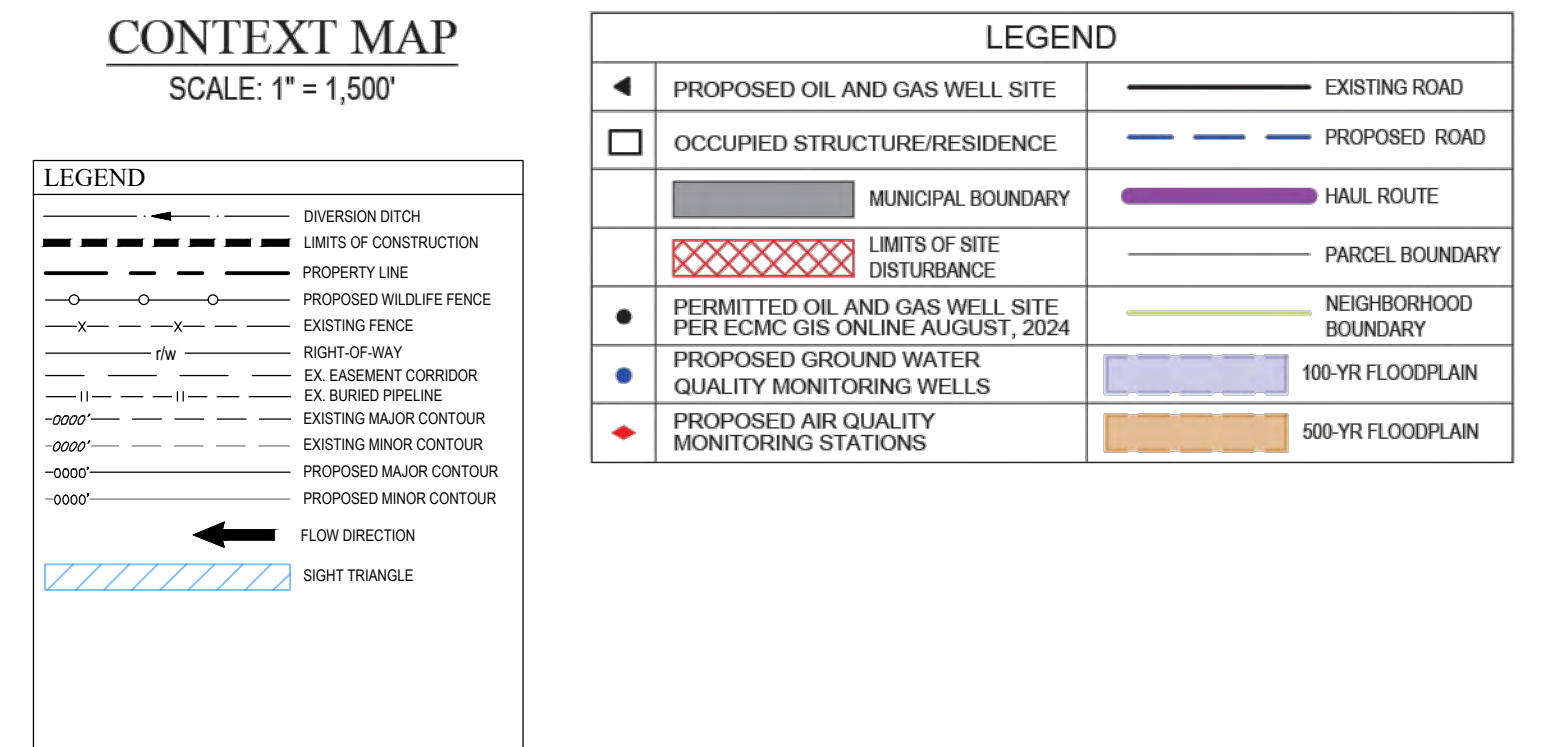 CONTEXT MAP
SCALE: 1" = 1,500'
LEGEND
DIVERSION DITCH
LIMITS OF CONSTRUCTION
PROPERTY LINE
PROPOSED WILDLIFE FENCE
X X EXISTING FENCE
r/w RIGHT-OF-WAY
EX. EASEMENT CORRIDOR
EX. BURIED PIPELINE
0000' EXISTING MAJOR CONTOUR
0000' EXISTING MINOR CONTOUR
0000' PROPOSED MAJOR CONTOUR
0000' PROPOSED MINOR CONTOUR
FLOW DIRECTION
SIGHT TRIANGLE
LEGEND
PROPOSED OIL AND GAS WELL SITE
EXISTING ROAD
OCCUPIED STRUCTURE/RESIDENCE
PROPOSED ROAD
MUNICIPAL BOUNDARY
HAUL ROUTE
LIMITS OF SITE
DISTURBANCE
PARCEL BOUNDARY
PERMITTED OIL AND GAS WELL SITE
PER ECMC GIS ONLINE AUGUST, 2024
NEIGHBORHOOD
BOUNDARY
PROPOSED GROUND WATER
QUALITY MONITORING WELLS
100-YR FLOODPLAIN
PROPOSED AIR QUALITY
MONITORING STATIONS
500-YR FLOODPLAIN